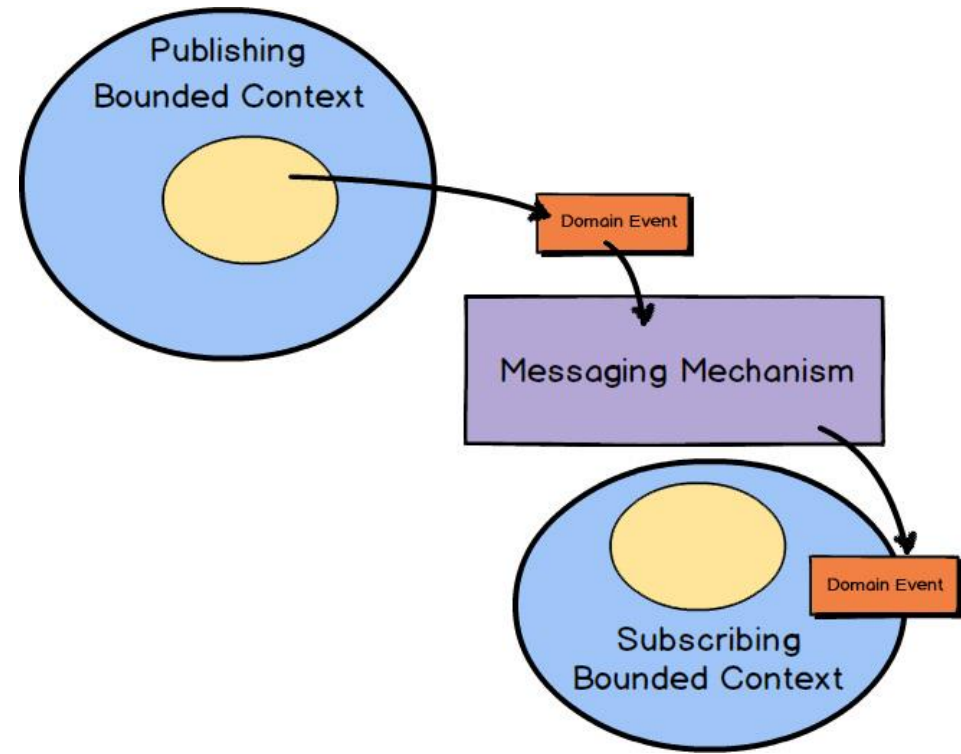 Publishing
Bounded Context
Domain Event
Messaging Mechanism
Domain Event
Subscribing
Bounded Context